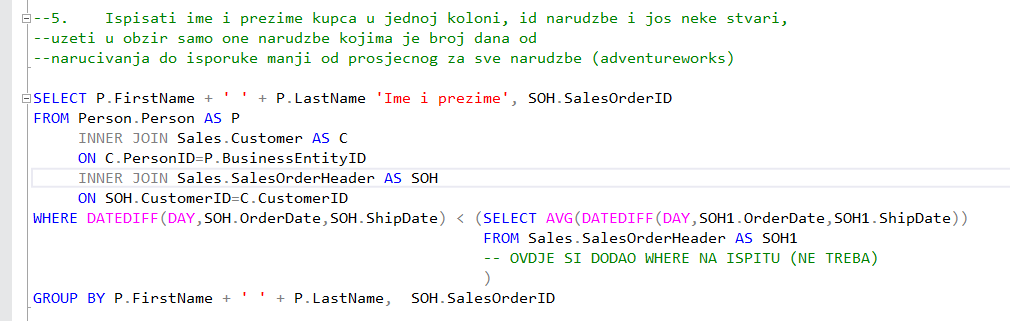 --5.    Ispisati ime i prezime kupca u jednoj koloni, id narudzbe i jos neke stvari,
--uzeti u obzir samo one narudzbe kojima je broj dana od
--narucivanja do isporuke manji od prosjecnog za sve narudzbe (adventureworks)
SELECT P.FirstName + ' ' + P.LastName 'Ime i prezime', SOH.SalesOrderID
FROM Person.Person AS P
INNER JOIN Sales.Customer AS C
ON C.PersonID=P.BusinessEntityID
INNER JOIN Sales.SalesOrderHeader AS SOH
ON SOH.CustomerID=C.CustomerID
WHERE DATEDIFF(DAY,SOH.OrderDate,SOH.ShipDate) < (SELECT AVG(DATEDIFF(DAY,SOH1.OrderDate,SOH1.ShipDate))
FROM Sales.SalesOrderHeader AS SOH1
-- OVDJE SI DODAO WHERE NA ISPITU (NE TREBA)
)
GROUP BY P.FirstName + ' ' + P.LastName,  SOH.SalesOrderID